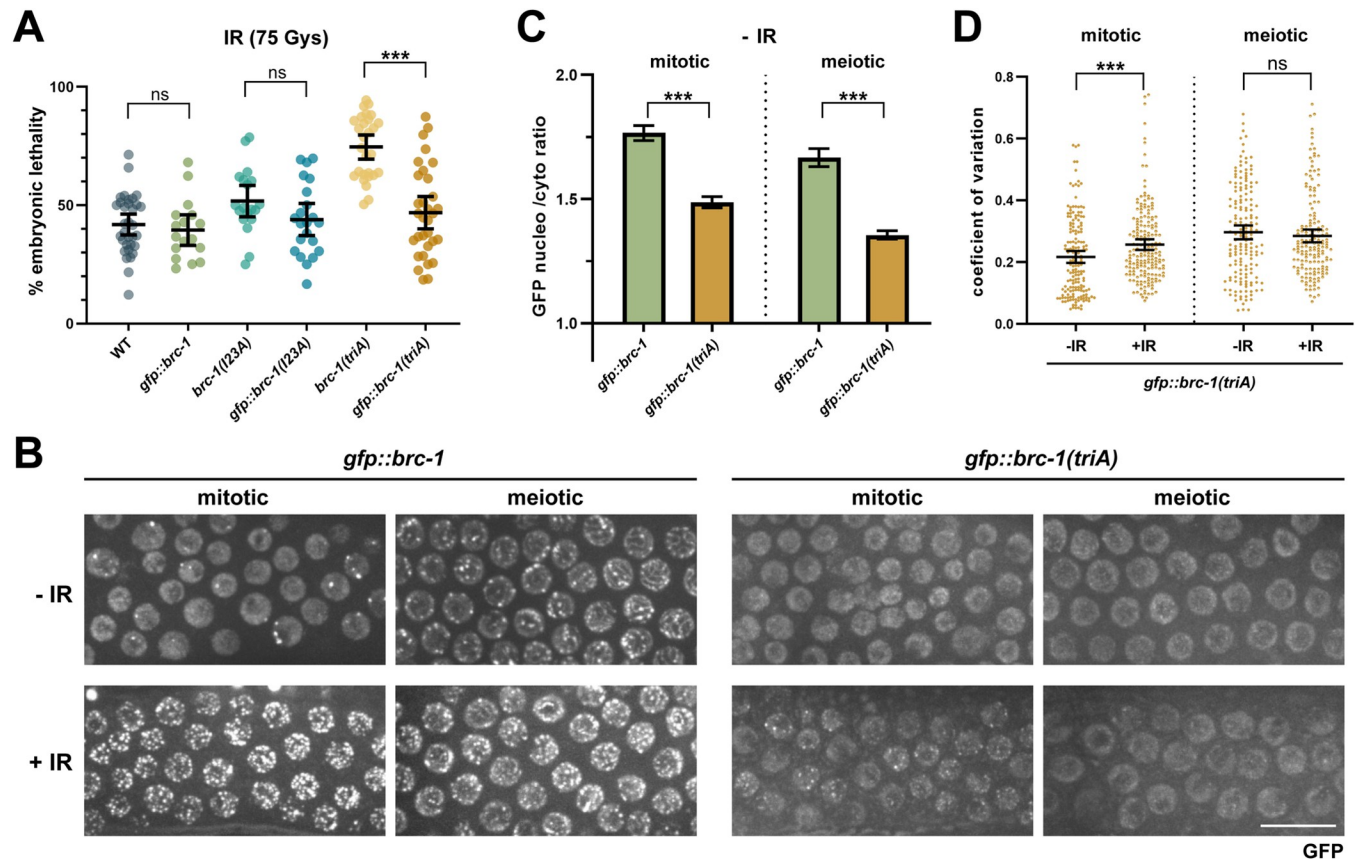 A
IR (75 Gys)
ns
ns
***
% embryonic lethality
100
50
0
WT
gfp::brc-1
brc-1(I23A)
gfp::brc-1(I23A)
brc-1(triA)
gfp::brc-1(triA)
C
- IR
mitotic
meiotic
***
***
GFP nucleo /cyto ratio
2.0
1.5
1.0
gfp::brc-1
gfp::brc-1(triA)
gfp::brc-1
gfp::brc-1(triA)
D
mitotic
meiotic
***
ns
coeficient of variation
0.8
0.6
0.4
0.2
0.0
-IR
+IR
-IR
+IR
gfp::brc-1(triA)
B
gfp::brc-1
gfp::brc-1(triA)
mitotic
meiotic
mitotic
meiotic
- IR
+ IR
GFP